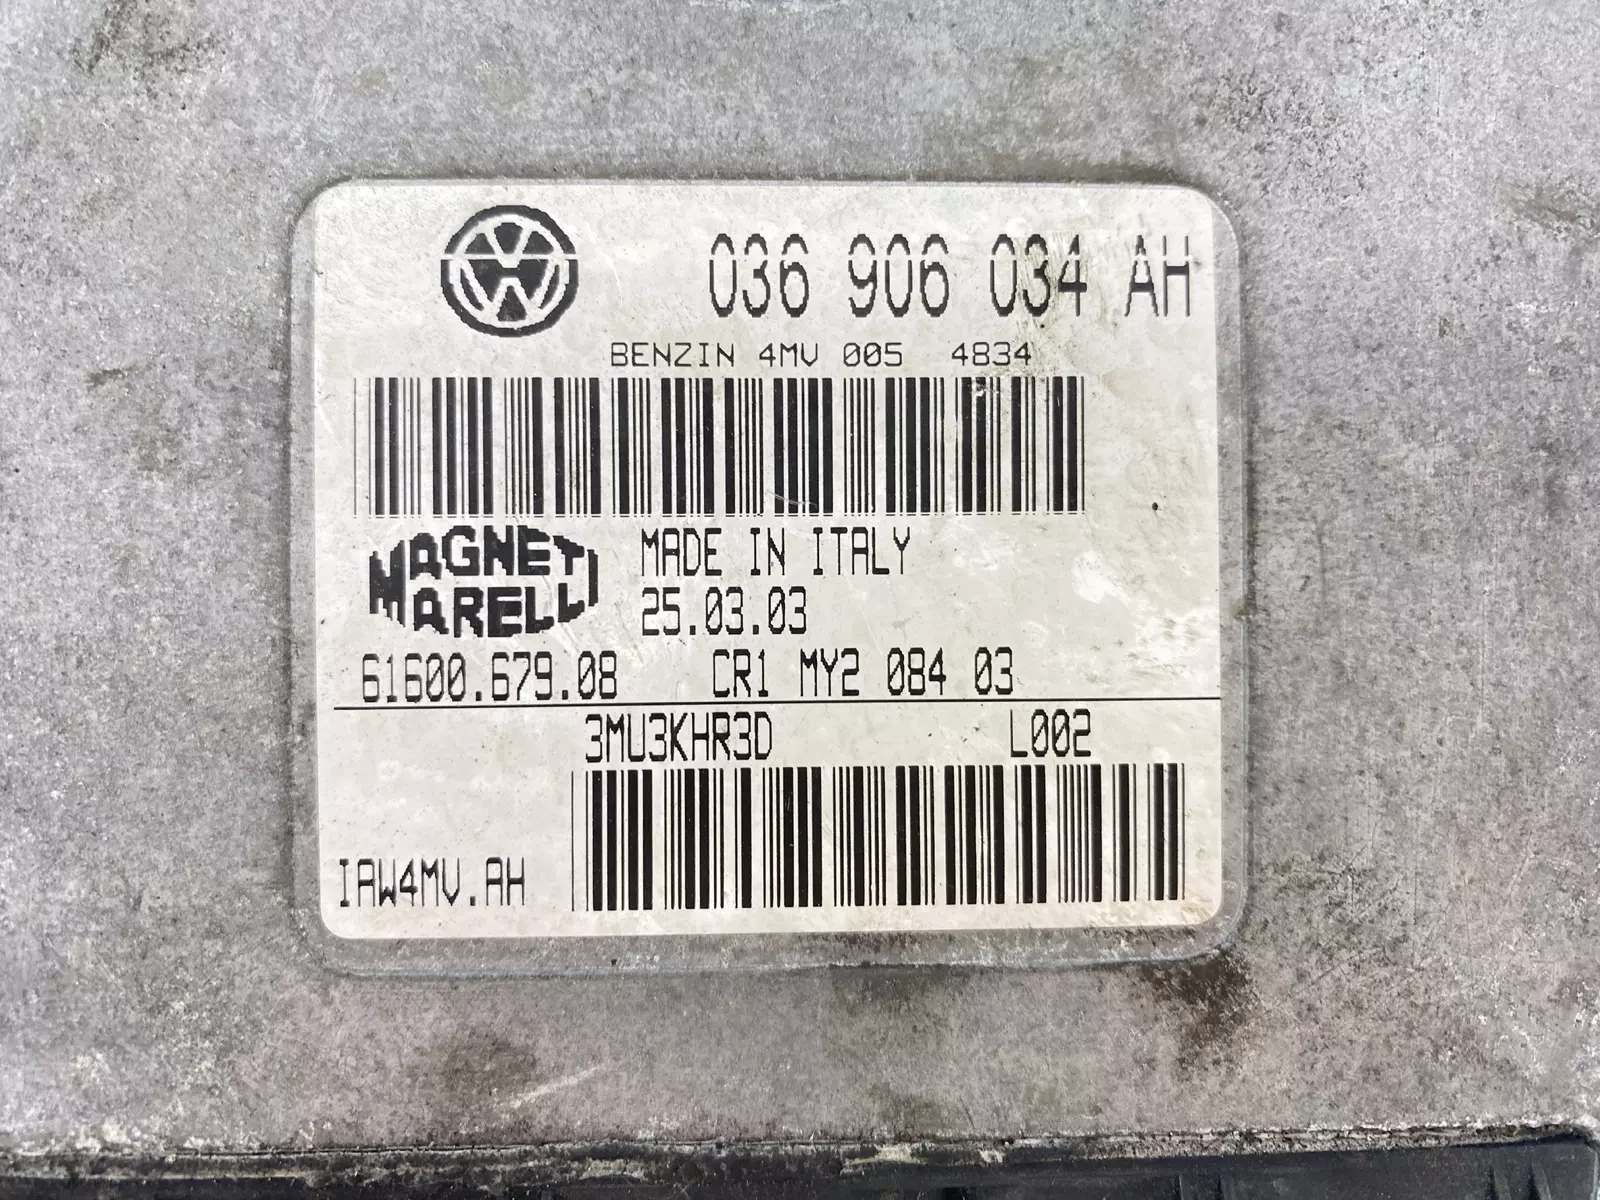 036 906 034 AH
BENZIN 4MV 005 4834
MAGNETI MARELLI
MADE IN ITALY
25.03.03
61600.679.08 CR1 MY2 084 03
3MU3KHR3D L002
IAW4MV.AH